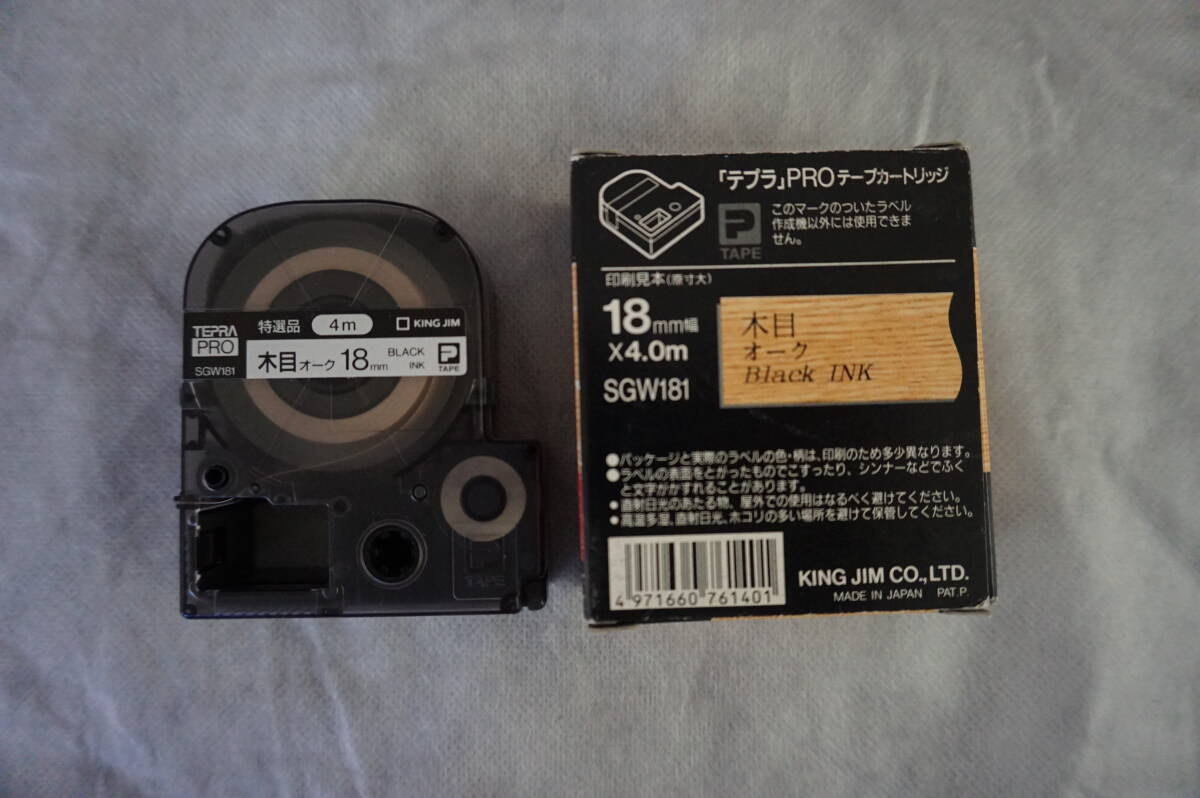 TEPRA
PRO
SGW181
特選品 4m KING JIM
木目オーク18mm
BLACK
INK
TAPE
TAPE
「テプラ」PROテープカートリッジ
TAPE
このマークのついたラベル
作成機以外には使用できま
せん。
印刷見本(原寸大)
18mm幅
×4.0m
SGW181
木目
オーク
Black INK
●パッケージと実際のラベルの色・柄は、印刷のため多少異なります。
●ラベルの表面をとがったものでこすったり、シンナーなどでふく
と文字がかすれることがあります。
●直射日光のあたる物、屋外での使用はなるべく避けてください。
●高温多湿、直射日光、ホコリの多い場所を避けて保管してください。
4 971660 761401
KING JIM CO.,LTD.
MADE IN JAPAN PAT.P.